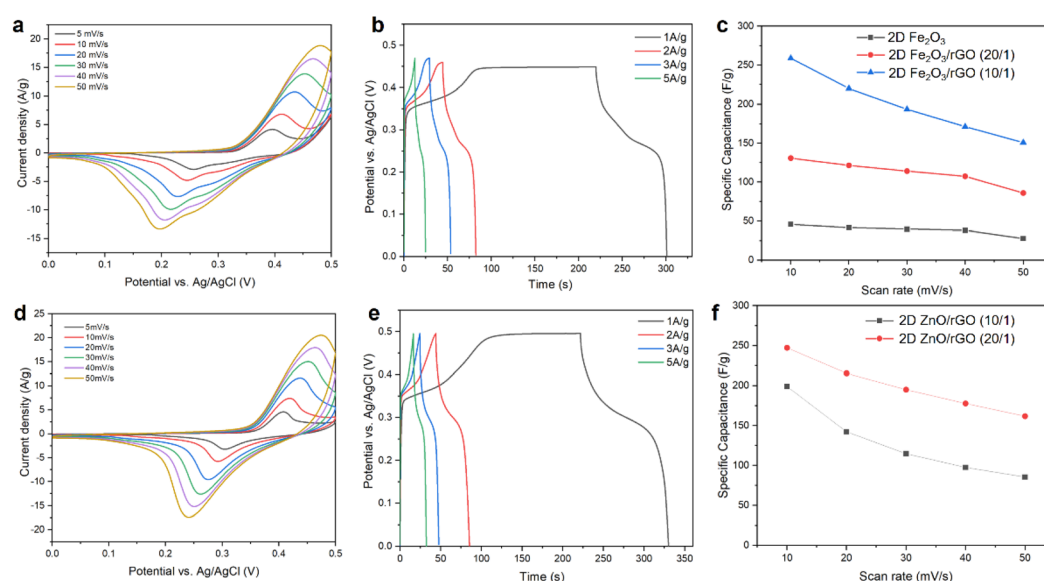 a
5 mV/s
10 mV/s
20 mV/s
30 mV/s
40 mV/s
50 mV/s
Current density (A/g)
20
15
10
5
0
-5
-10
-15
0.0 0.1 0.2 0.3 0.4 0.5
Potential vs. Ag/AgCl (V)
b
1A/g
2A/g
3A/g
5A/g
Potential vs. Ag/AgCl (V)
0.5
0.4
0.3
0.2
0.1
0.0
0 50 100 150 200 250 300
Time (s)
c
2D Fe₂O₃
2D Fe₂O₃/rGO (20/1)
2D Fe₂O₃/rGO (10/1)
Specific Capacitance (F/g)
300
250
200
150
100
50
0
10 20 30 40 50
Scan rate (mV/s)
d
5mV/s
10mV/s
20mV/s
30mV/s
40mV/s
50mV/s
Current density (A/g)
25
20
15
10
5
0
-5
-10
-15
-20
0.0 0.1 0.2 0.3 0.4 0.5
Potential vs. Ag/AgCl (V)
e
1A/g
2A/g
3A/g
5A/g
Potential vs. Ag/AgCl (V)
0.5
0.4
0.3
0.2
0.1
0.0
0 50 100 150 200 250 300 350
Time (s)
f
2D ZnO/rGO (10/1)
2D ZnO/rGO (20/1)
Specific Capacitance (F/g)
300
250
200
150
100
50
0
10 20 30 40 50
Scan rate (mV/s)